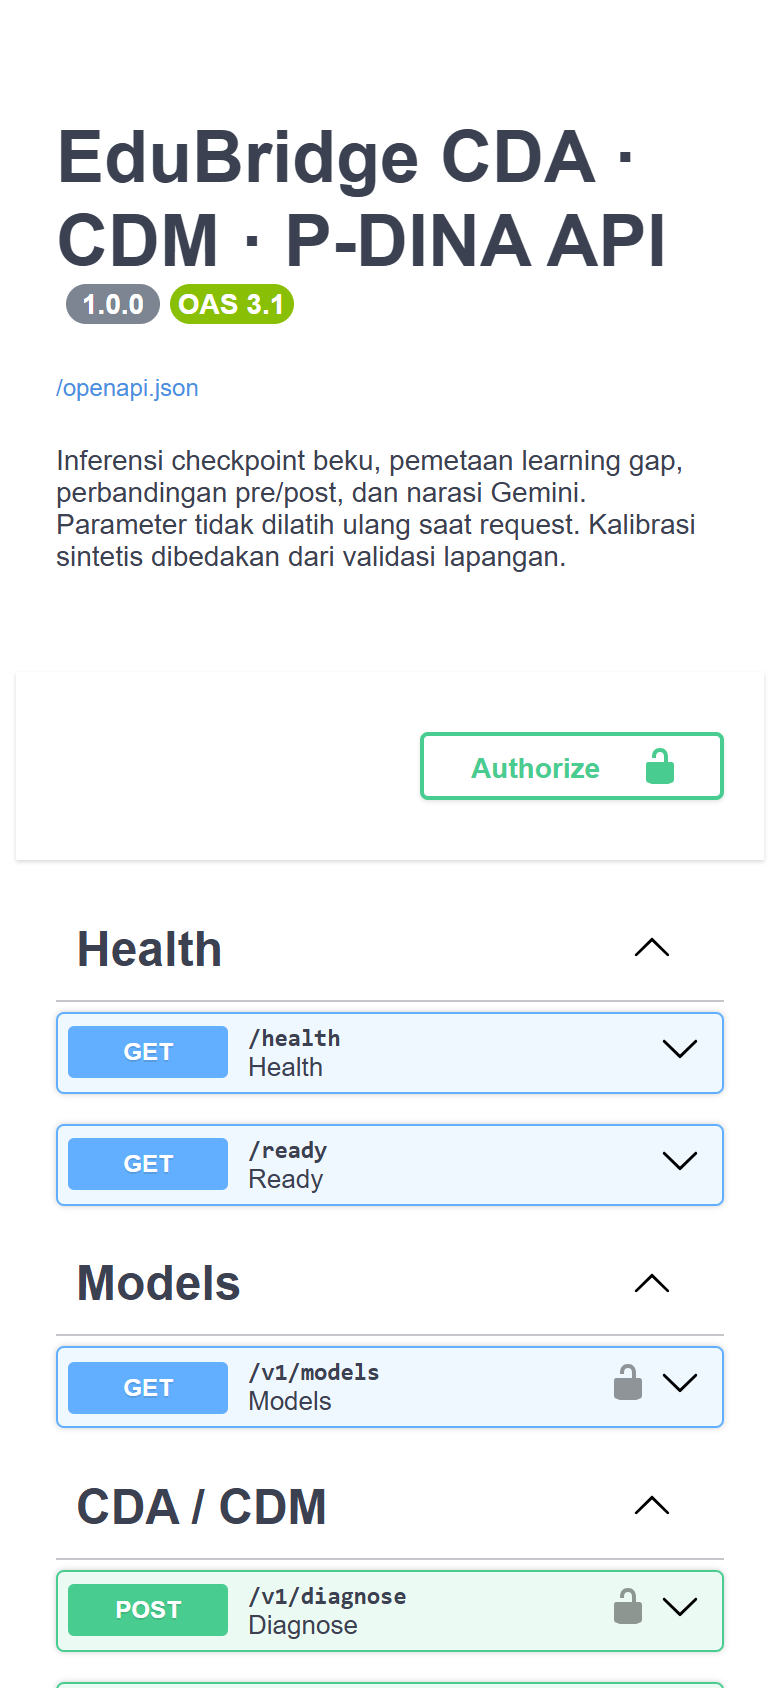 EduBridge CDA ·
CDM · P-DINA API
1.0.0 OAS 3.1
/openapi.json
Inferensi checkpoint beku, pemetaan learning gap,
perbandingan pre/post, dan narasi Gemini.
Parameter tidak dilatih ulang saat request. Kalibrasi
sintetis dibedakan dari validasi lapangan.
Authorize
Health
GET /health
Health
GET /ready
Ready
Models
GET /v1/models
Models
CDA / CDM
POST /v1/diagnose
Diagnose